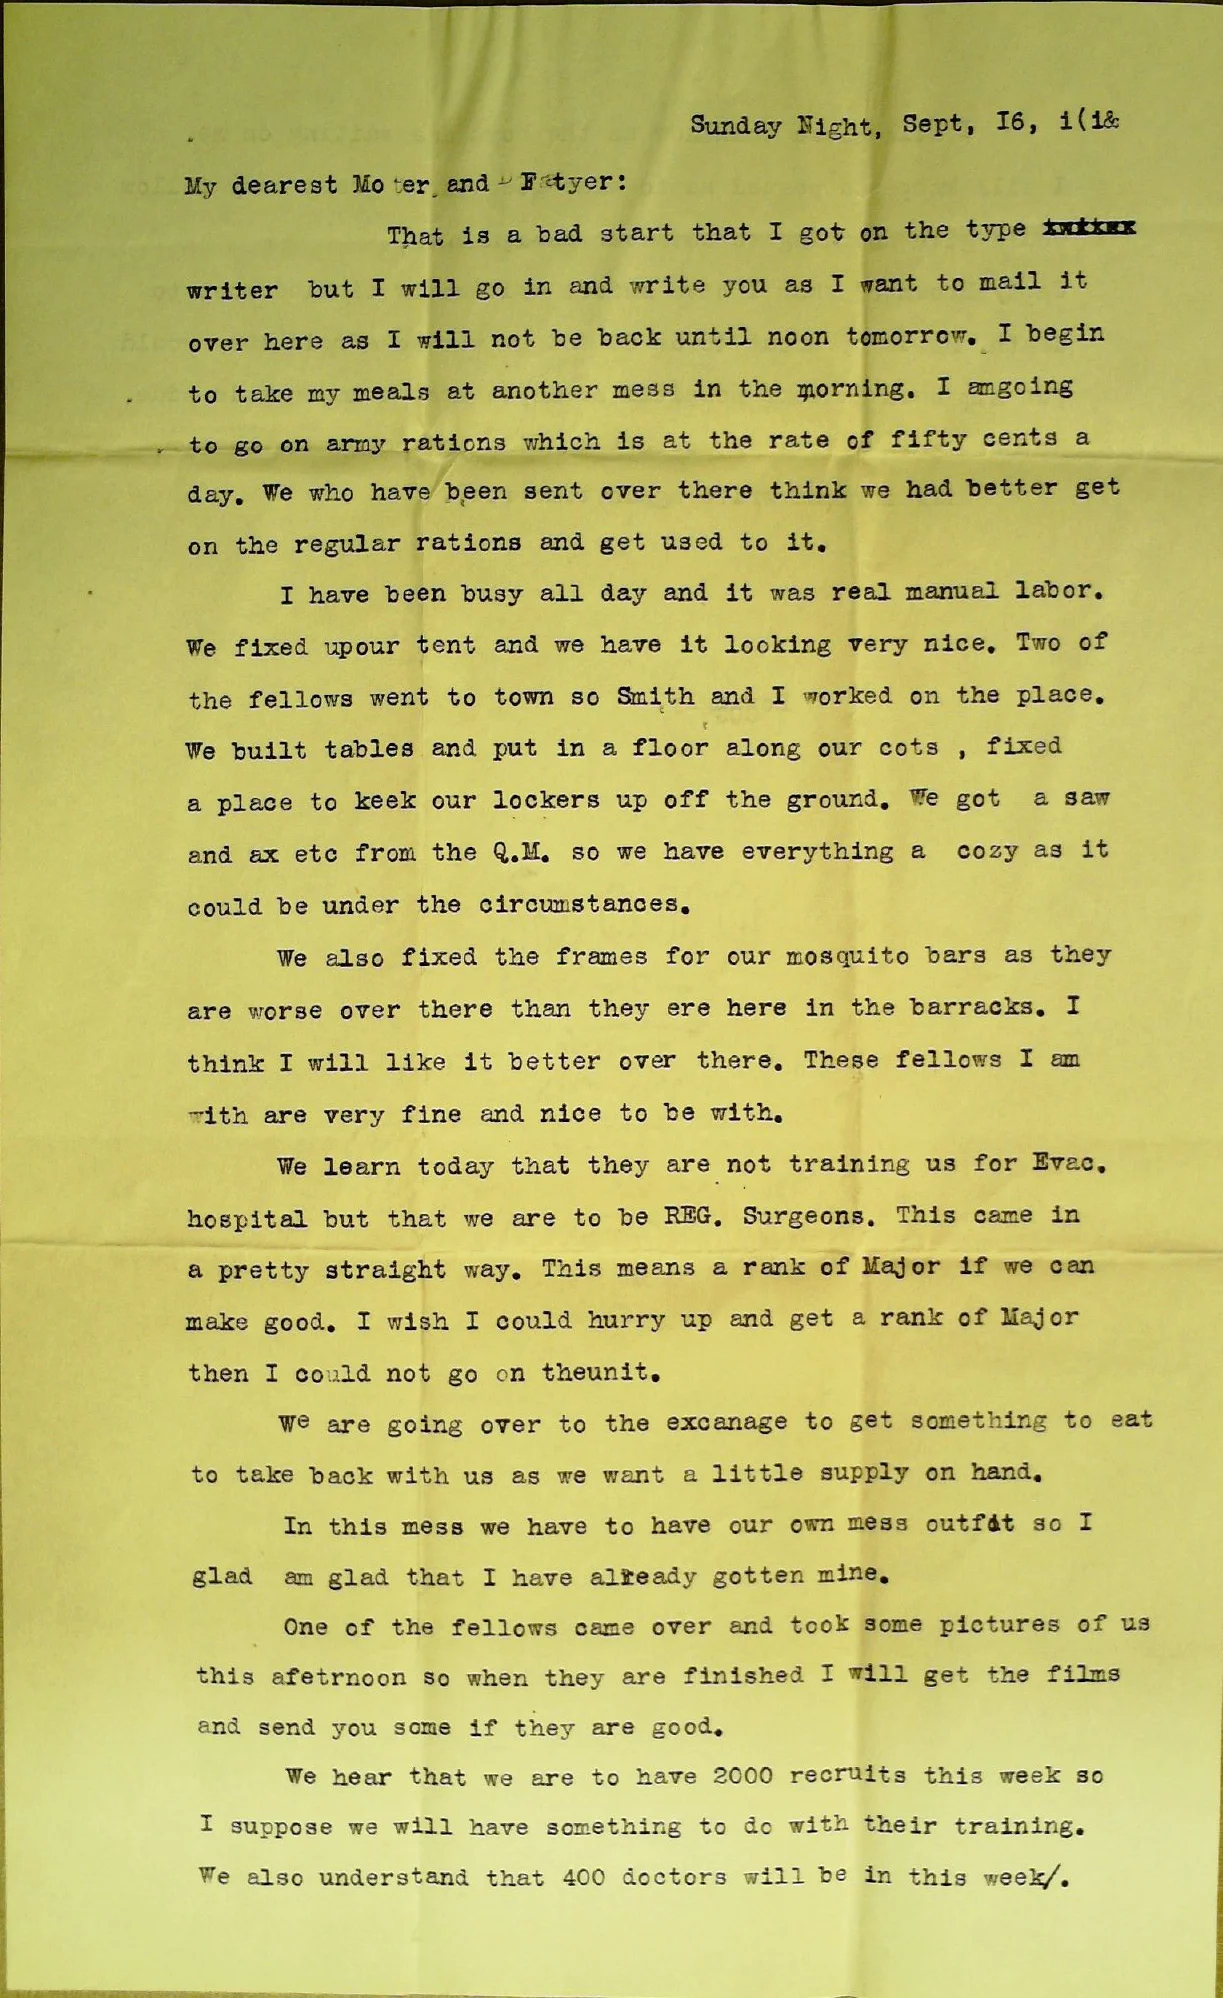 Sunday Night, Sept, I6, i(i&
My dearest Mo er, and Fatyer:
That is a bad start that I got on the type
writer but I will go in and write you as I want to mail it
over here as I will not be back until noon tomorrow. I begin
to take my meals at another mess in the morning. I amgoing
to go on army rations which is at the rate of fifty cents a
day. We who have been sent over there think we had better get
on the regular rations and get used to it.
I have been busy all day and it was real manual labor.
We fixed upour tent and we have it looking very nice. Two of
the fellows went to town so Smith and I worked on the place.
We built tables and put in a floor along our cots , fixed
a place to keek our lockers up off the ground. We got a saw
and ax etc from the Q.M. so we have everything a cozy as it
could be under the circumstances.
We also fixed the frames for our mosquito bars as they
are worse over there than they ere here in the barracks. I
think I will like it better over there. These fellows I am
with are very fine and nice to be with.
We learn today that they are not training us for Evac.
hospital but that we are to be REG. Surgeons. This came in
a pretty straight way. This means a rank of Major if we can
make good. I wish I could hurry up and get a rank of Major
then I could not go on theunit.
We are going over to the excanage to get something to eat
to take back with us as we want a little supply on hand.
In this mess we have to have our own mess outfit so I
glad am glad that I have already gotten mine.
One of the fellows came over and took some pictures of us
this afetrnoon so when they are finished I will get the films
and send you some if they are good.
We hear that we are to have 2000 recruits this week so
I suppose we will have something to do with their training.
We also understand that 400 doctors will be in this week/.